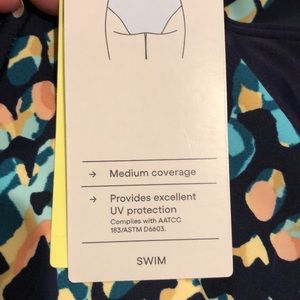 → Medium coverage
→ Provides excellent
UV protection
Complies with AATCC
183/ASTM D6603.
SWIM